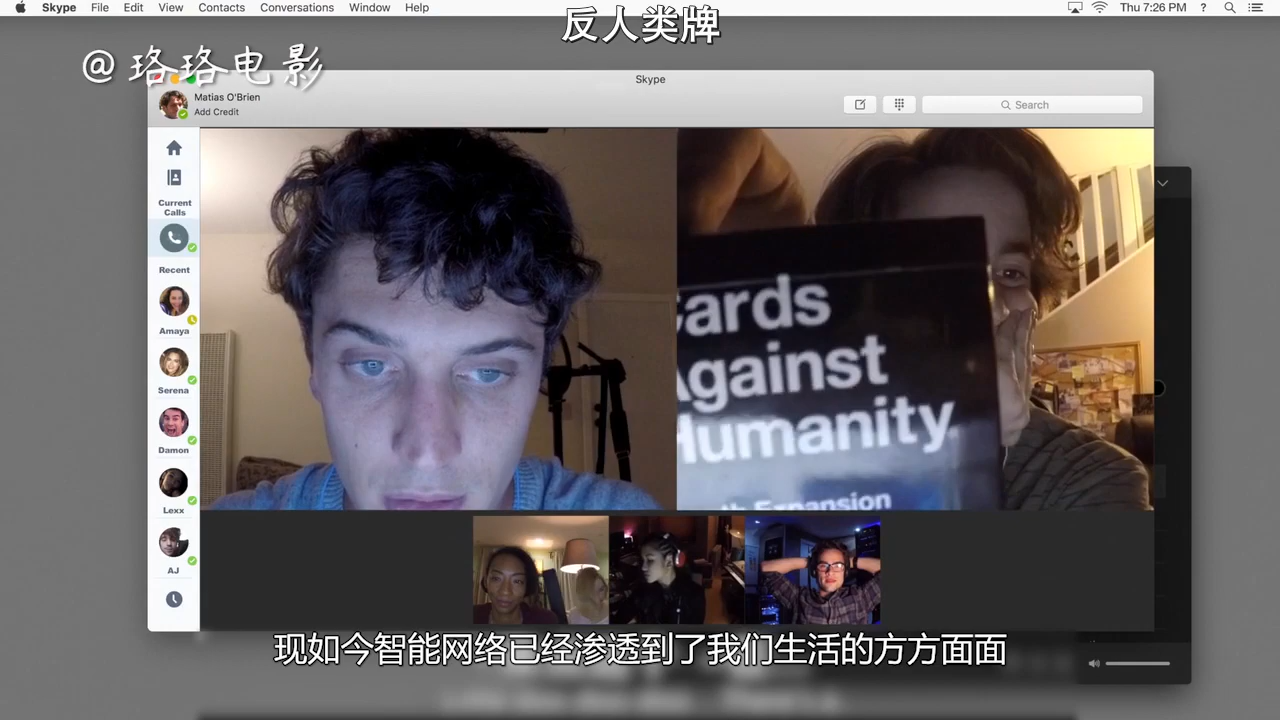 Skype File Edit View Contacts Conversations Window Help
Thu 7:26 PM
反人类牌
@珞珞电影
Skype
Matias O'Brien
Add Credit
Search
Current
Calls
Recent
Amaya
Serena
Damon
Lexx
AJ
Cards
Against
Humanity
Expansion
现如今智能网络已经渗透到了我们生活的方方面面